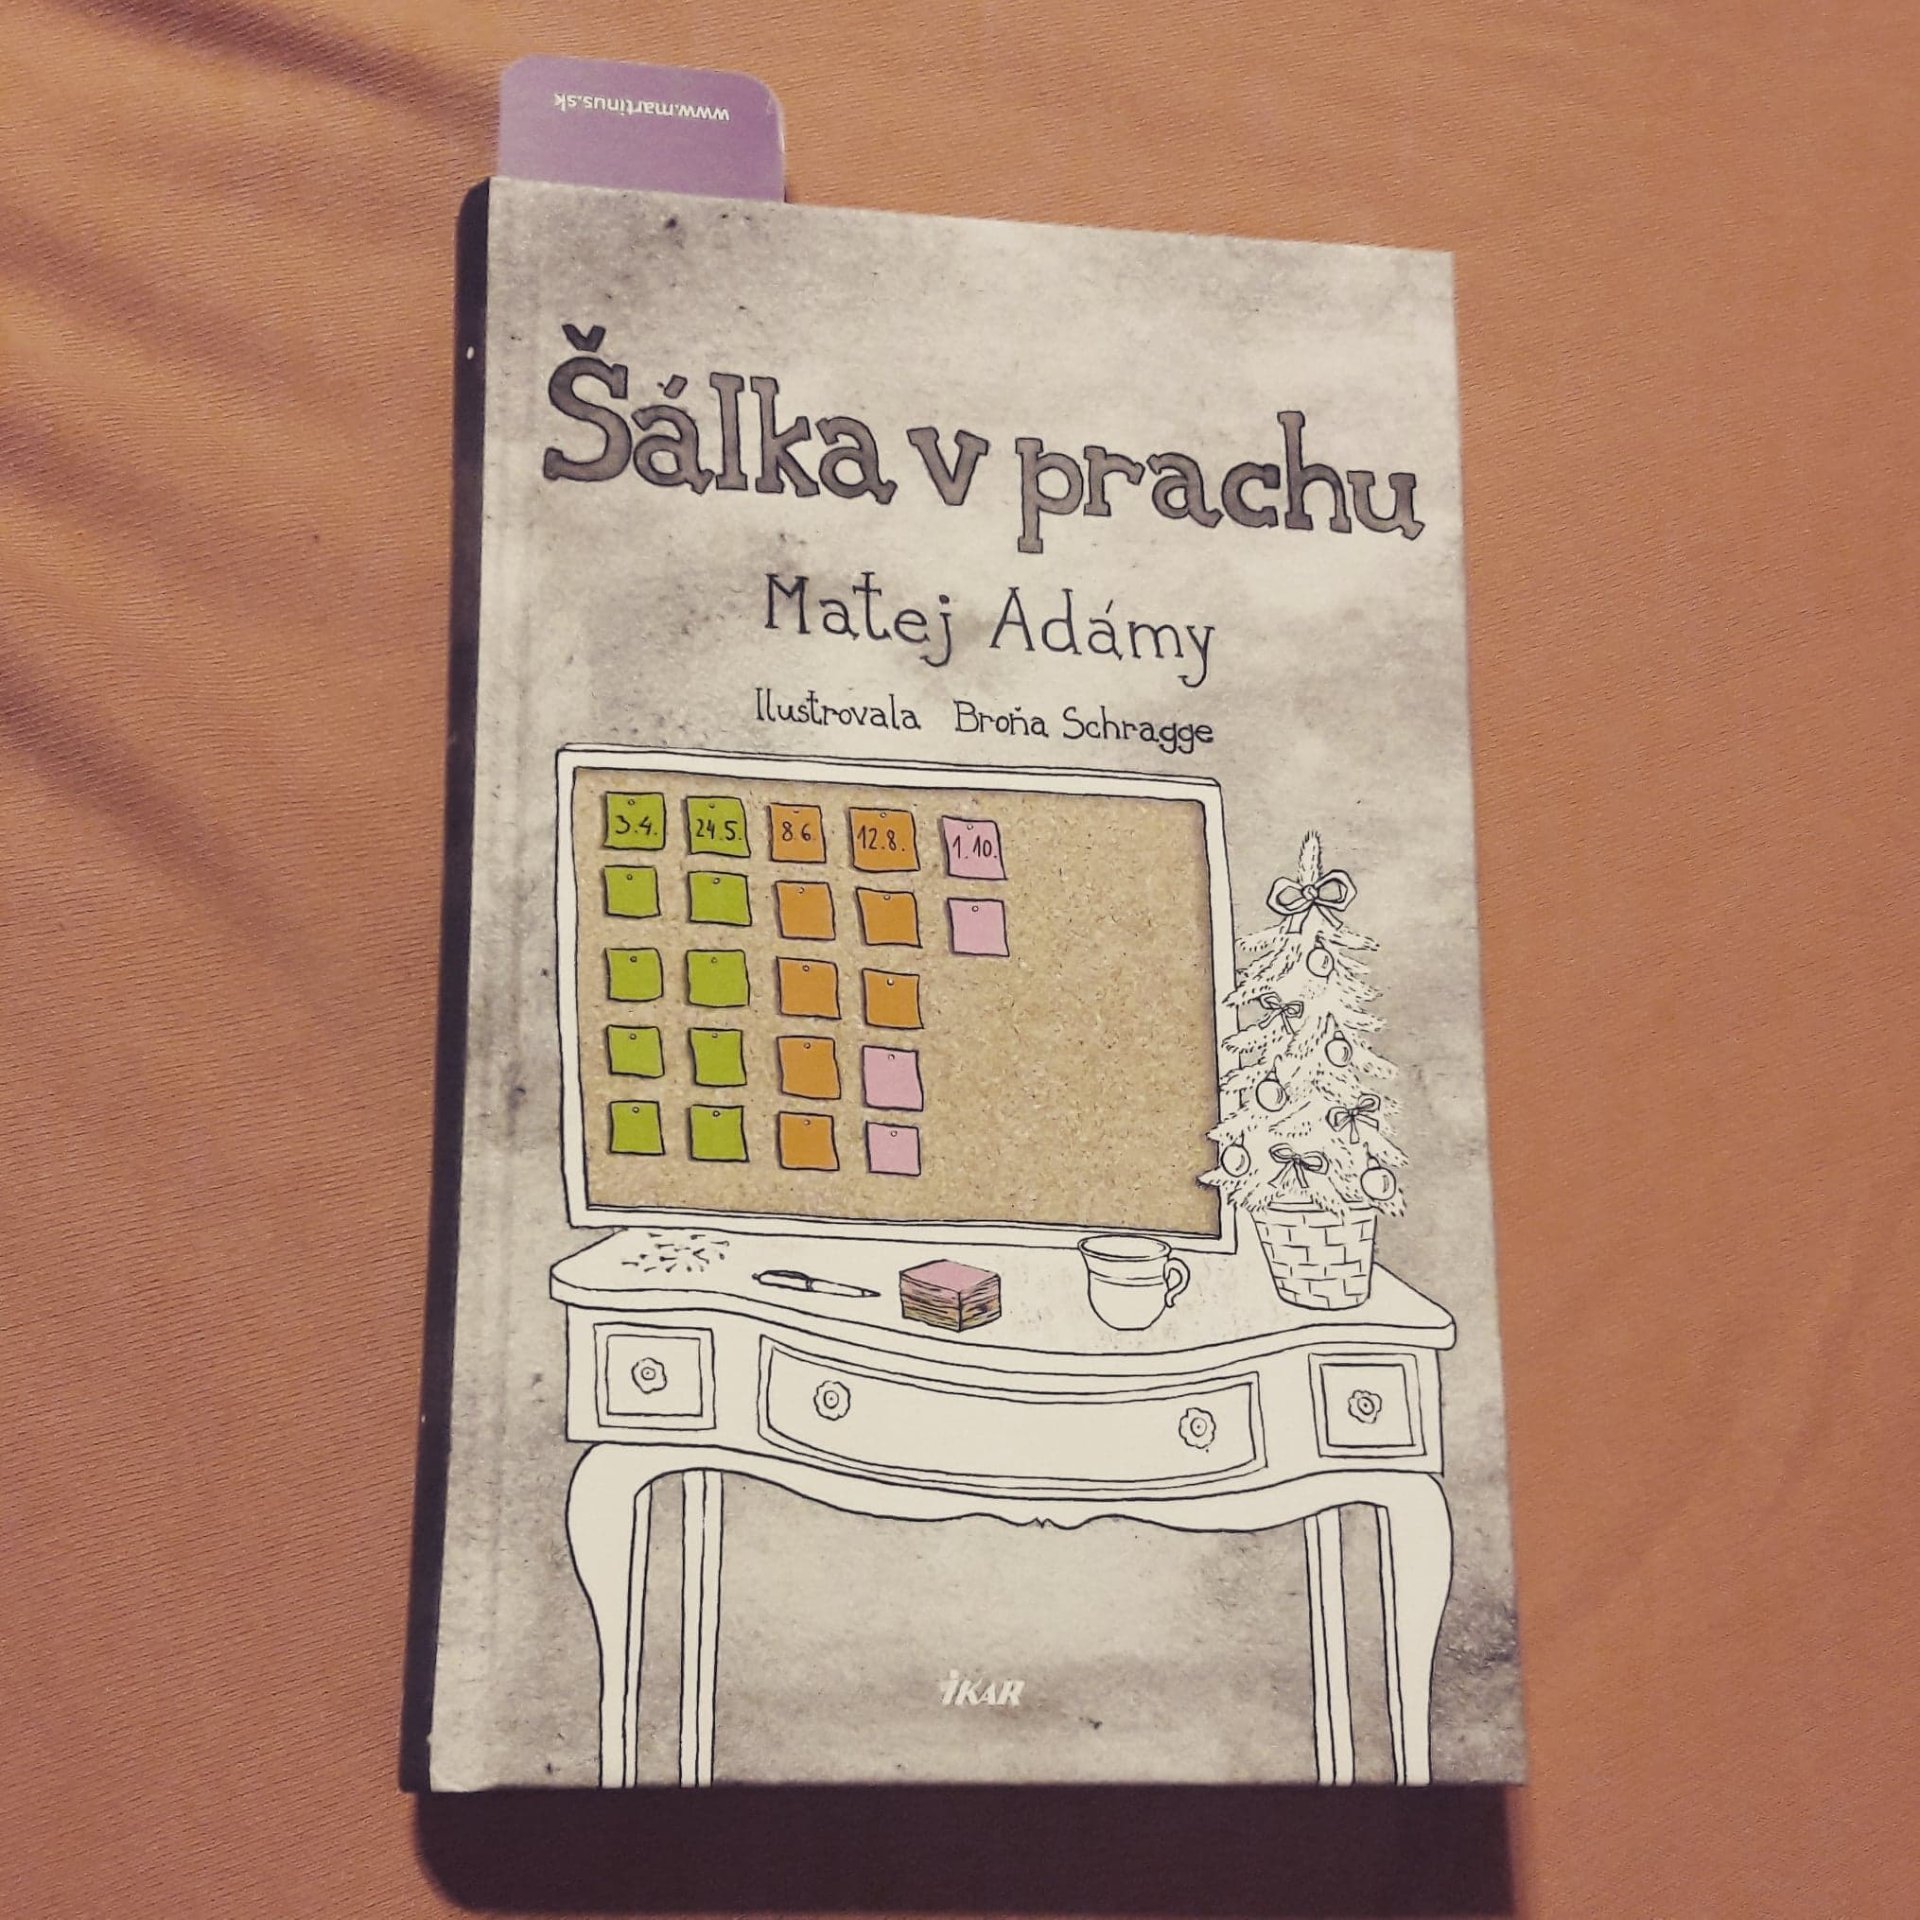 www.martinus.sk
Šálka v prachu
Matej Adámy
Ilustrovala Broňa Schragge
3.4. 24.5. 8.6. 12.8. 1.10.
iKAR